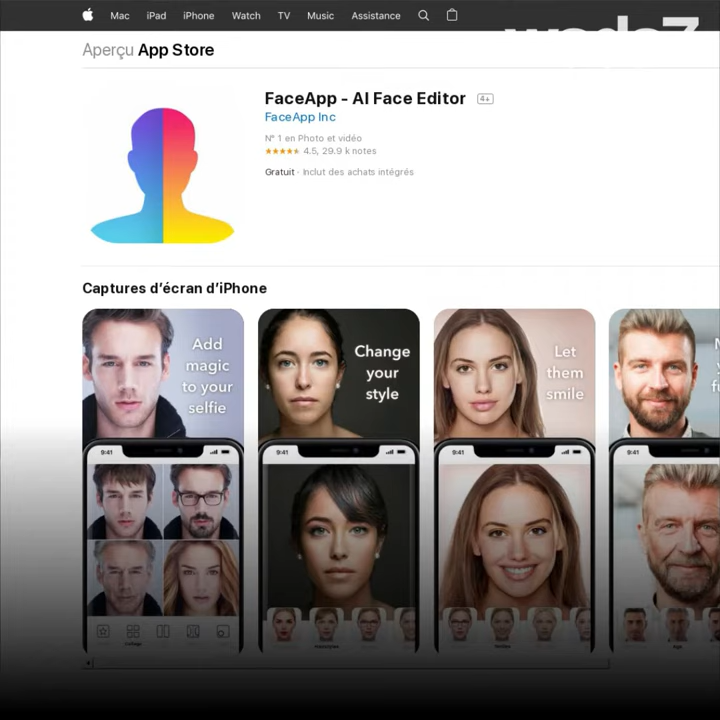 Mac iPad iPhone Watch TV Music Assistance
Aperçu App Store
FaceApp - AI Face Editor 4+
FaceApp Inc
N° 1 en Photo et vidéo
4.5, 29.9 k notes
Gratuit · Inclut des achats intégrés
Captures d'écran d'iPhone
Add
magic
to your
selfie
Change
your
style
Let
them
smile
9:41
9:41
9:41
9:41